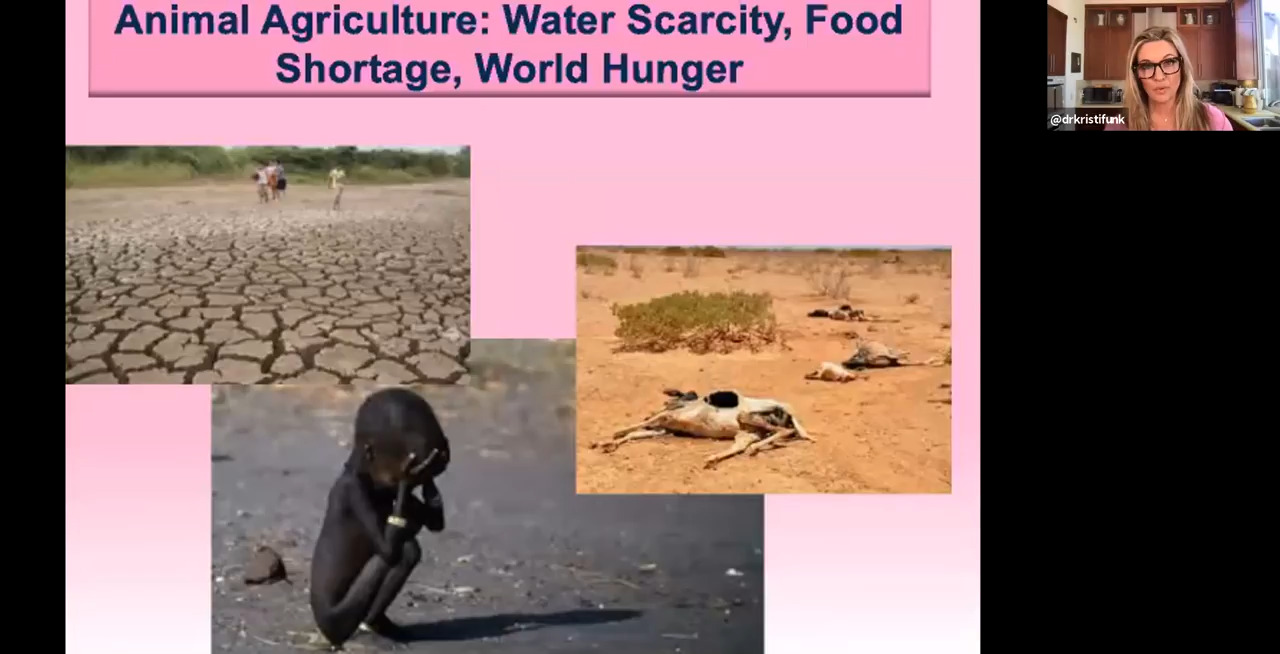 Animal Agriculture: Water Scarcity, Food
Shortage, World Hunger
@drkristifunk